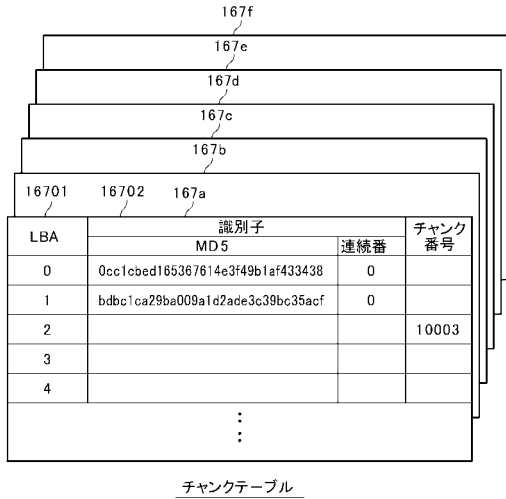 167f
167e
167d
167c
167b
16701 16702 167a
LBA 識別子 チャンク番号
MD5 連続番
0 0cc1cbed165367614e3f49b1af433438 0
1 bdbc1ca29ba009a1d2ade3c39bc35acf 0
2 10003
3
4
チャンクテーブル